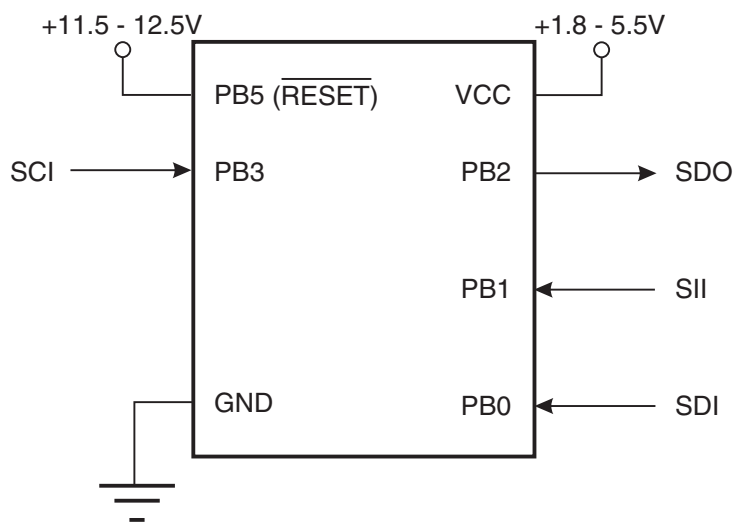 +11.5 - 12.5V
+1.8 - 5.5V
PB5 (RESET)
VCC
SCI
PB3
PB2
SDO
PB1
SII
GND
PB0
SDI